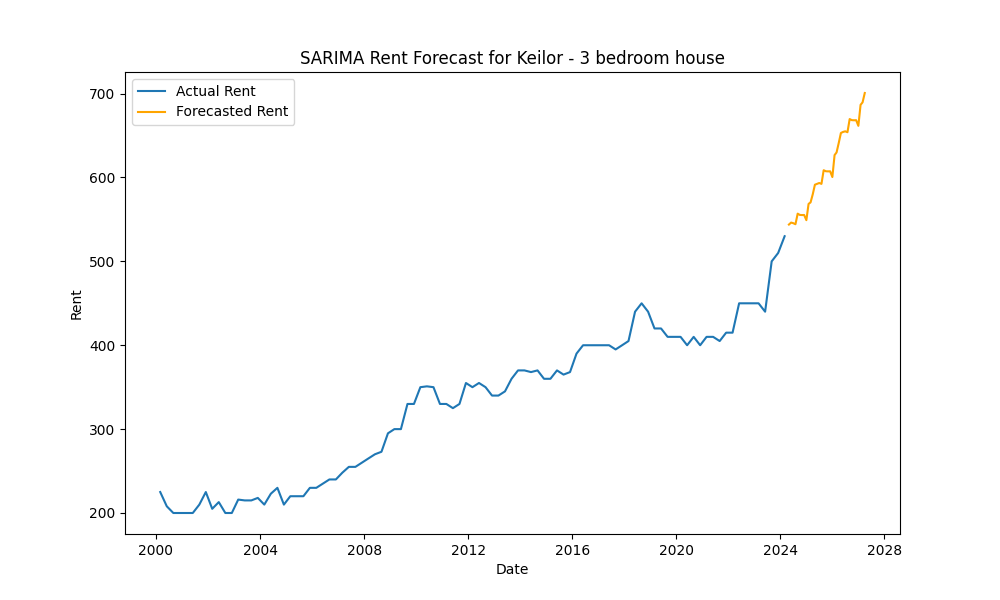 SARIMA Rent Forecast for Keilor - 3 bedroom house
Actual Rent
Forecasted Rent
Rent
700
600
500
400
300
200
2000 2004 2008 2012 2016 2020 2024 2028
Date